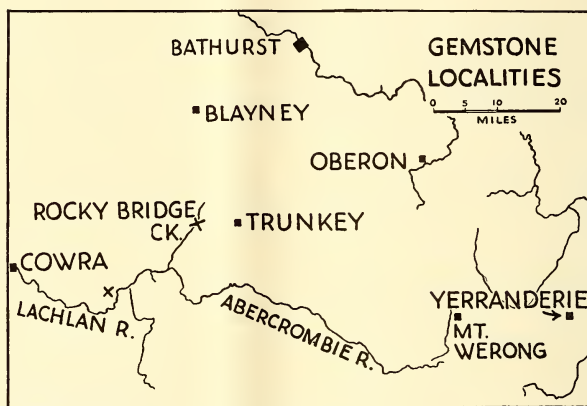 BATHURST
GEMSTONE
LOCALITIES
0 10 20
MILES
BLAYNEY
OBERON
ROCKY BRIDGE
CK.
TRUNKEY
COWRA
LACHLAN R.
ABERCROMBIE R.
YERRANDERIE
MT.
WERONG